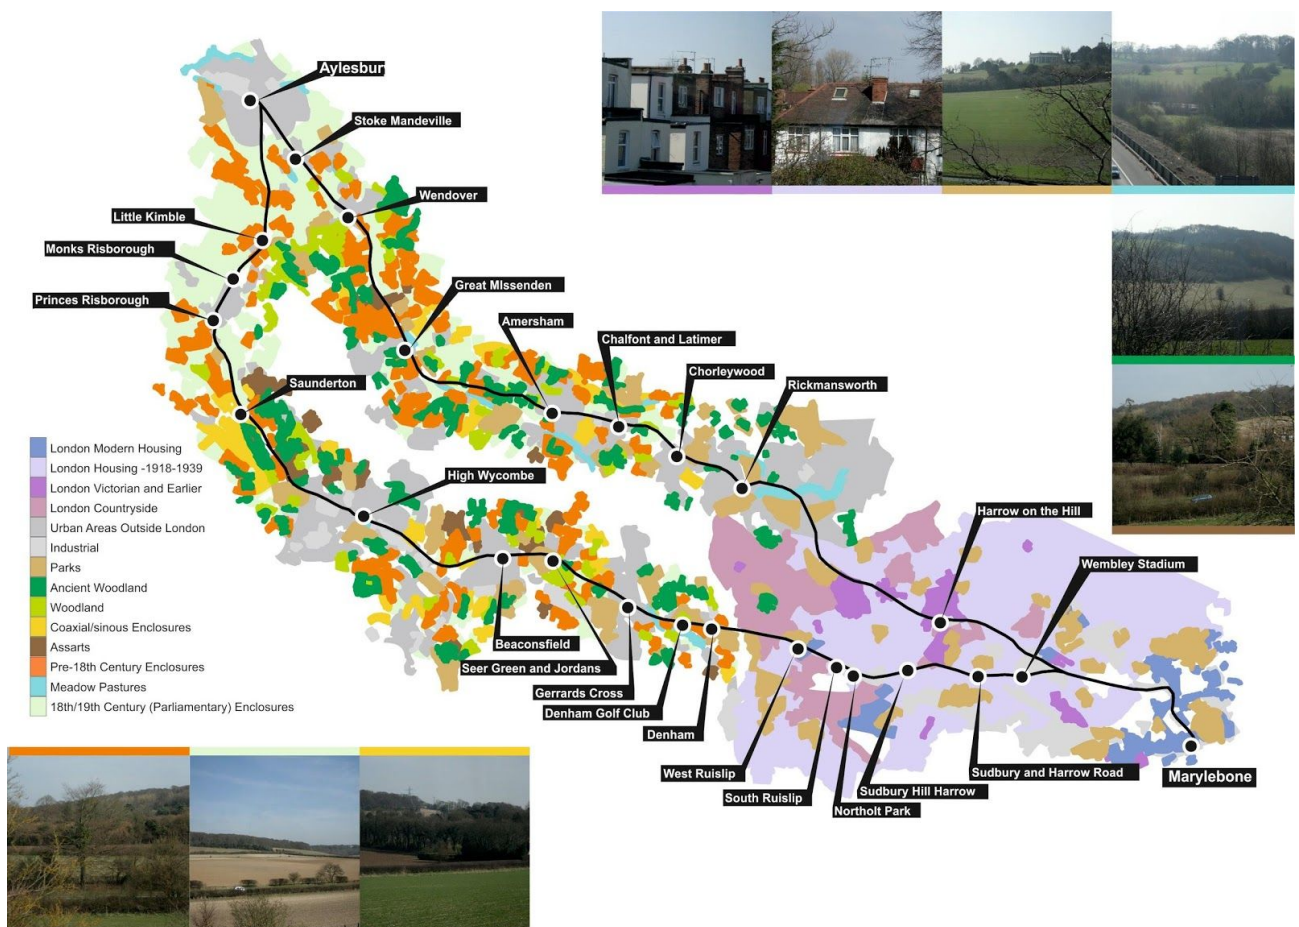 Aylesbur
Stoke Mandeville
Wendover
Little Kimble
Monks Risborough
Princes Risborough
Great MIssenden
Amersham
Chalfont and Latimer
Chorleywood
Rickmansworth
Saunderton
High Wycombe
Harrow on the Hill
Wembley Stadium
London Modern Housing
London Housing -1918-1939
London Victorian and Earlier
London Countryside
Urban Areas Outside London
Industrial
Parks
Ancient Woodland
Woodland
Coaxial/sinous Enclosures
Assarts
Pre-18th Century Enclosures
Meadow Pastures
18th/19th Century (Parliamentary) Enclosures
Beaconsfield
Seer Green and Jordans
Gerrards Cross
Denham Golf Club
Denham
West Ruislip
South Ruislip
Northolt Park
Sudbury Hill Harrow
Sudbury and Harrow Road
Marylebone